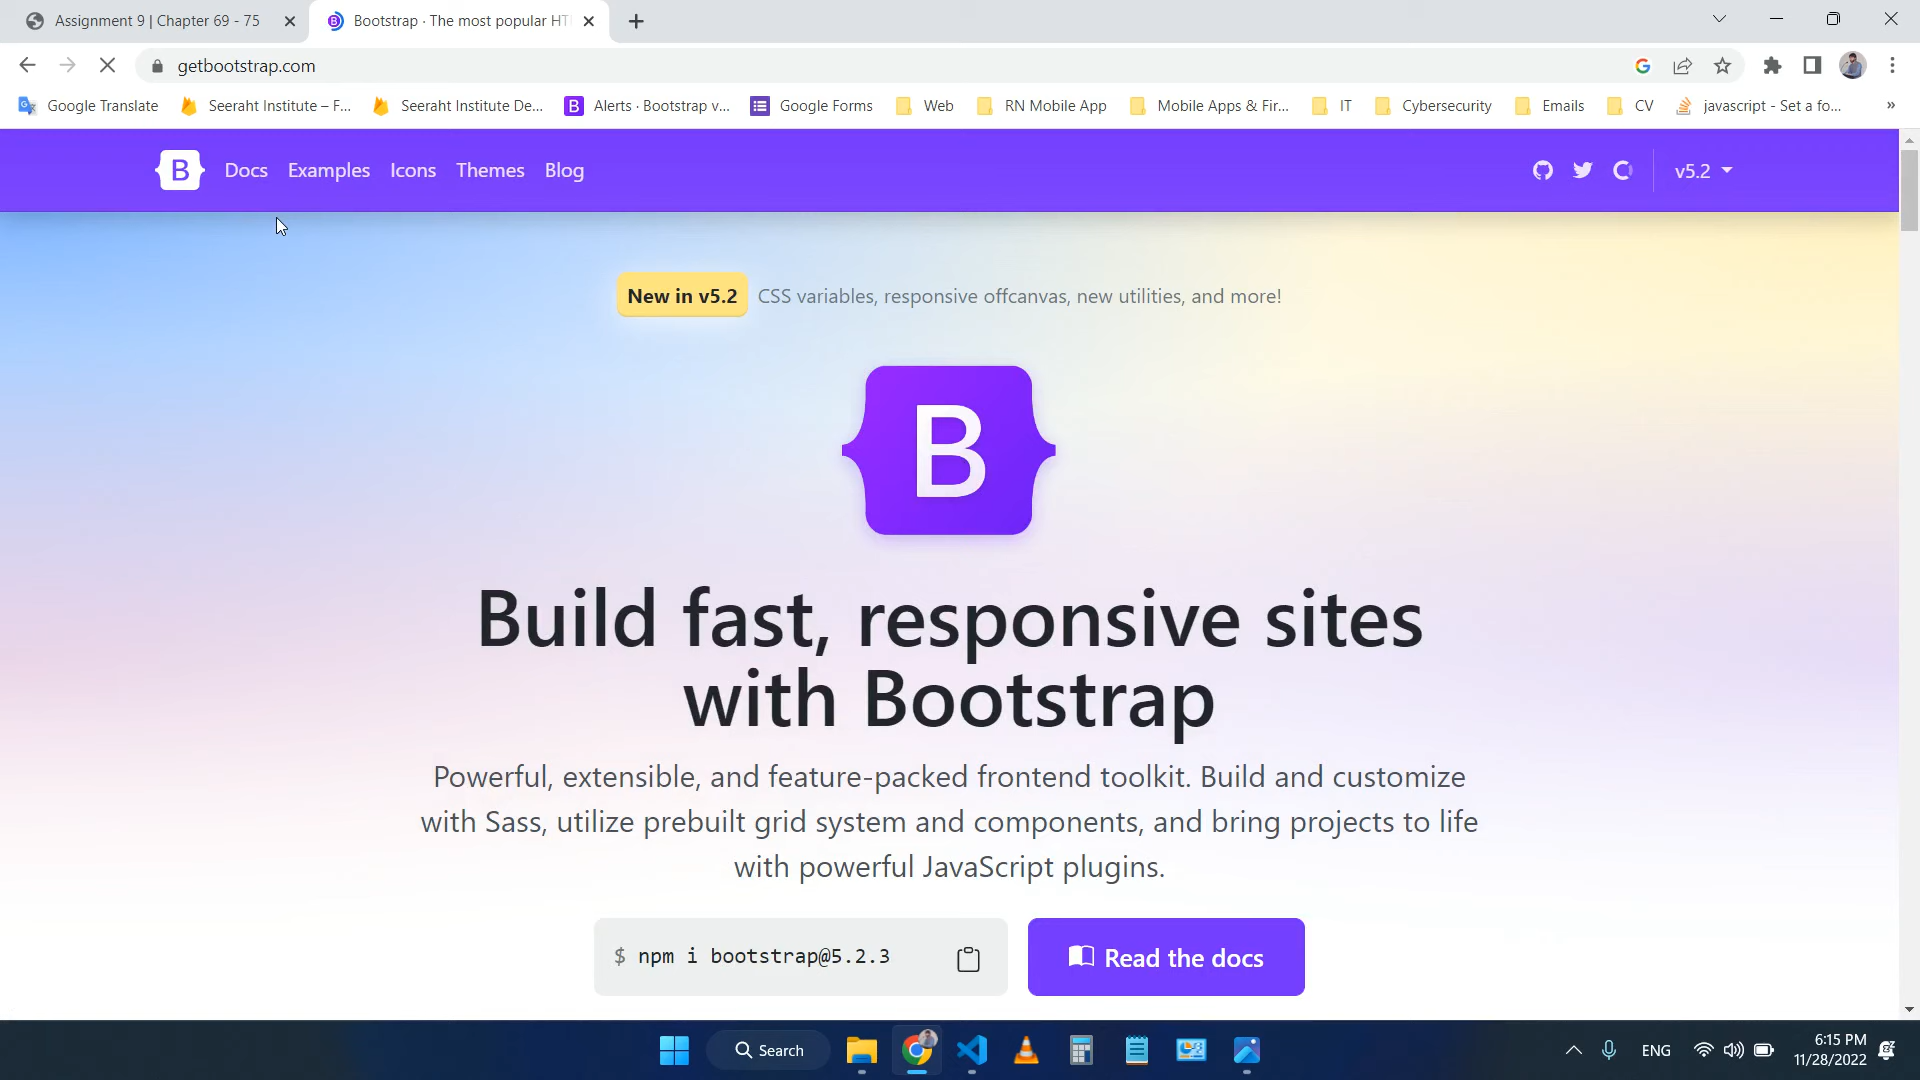 Assignment 9 | Chapter 69 - 75
Bootstrap · The most popular HT
getbootstrap.com
Google Translate
Seeraht Institute – F...
Seeraht Institute De...
Alerts · Bootstrap v...
Google Forms
Web
RN Mobile App
Mobile Apps & Fir...
IT
Cybersecurity
Emails
CV
javascript - Set a fo...
»
B
Docs
Examples
Icons
Themes
Blog
v5.2
New in v5.2
CSS variables, responsive offcanvas, new utilities, and more!
B
Build fast, responsive sites
with Bootstrap
Powerful, extensible, and feature-packed frontend toolkit. Build and customize
with Sass, utilize prebuilt grid system and components, and bring projects to life
with powerful JavaScript plugins.
$ npm i bootstrap@5.2.3
Read the docs
Search
ENG
6:15 PM
11/28/2022